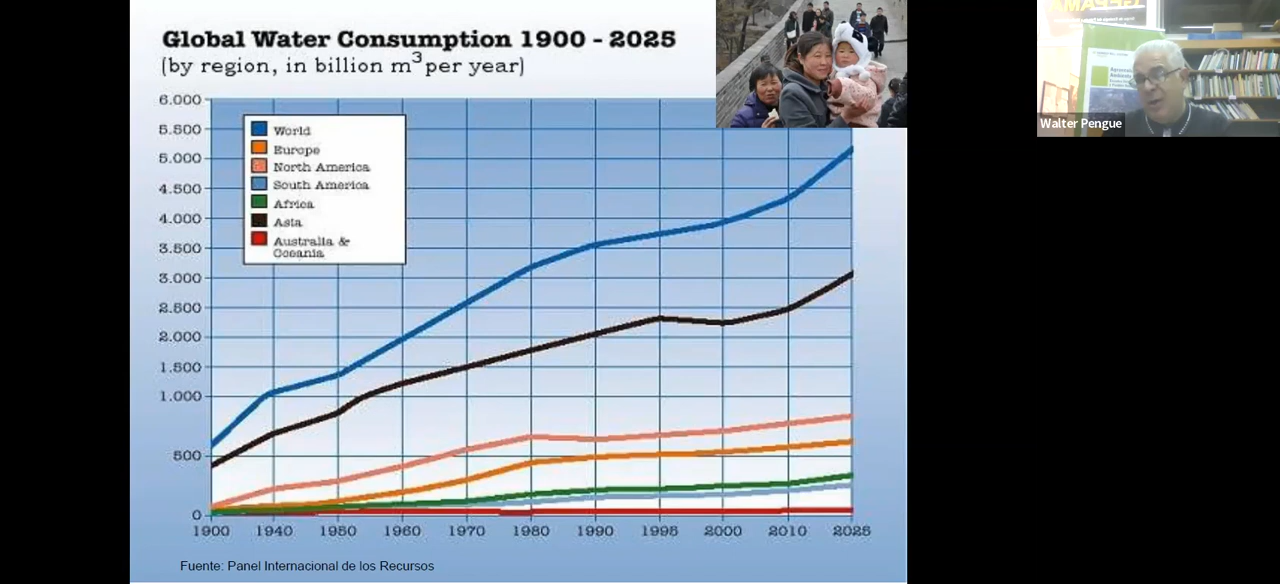 Global Water Consumption 1900 - 2025
(by region, in billion m3 per year)
6.000
5.500
5.000
4.500
4.000
3.500
3.000
2.500
2.000
1.500
1.000
500
0
World
Europe
North America
South America
Africa
Asia
Australia &
Oceania
1900 1940 1950 1960 1970 1980 1990 1995 2000 2010 2025
Fuente: Panel Internacional de los Recursos
Walter Pengue